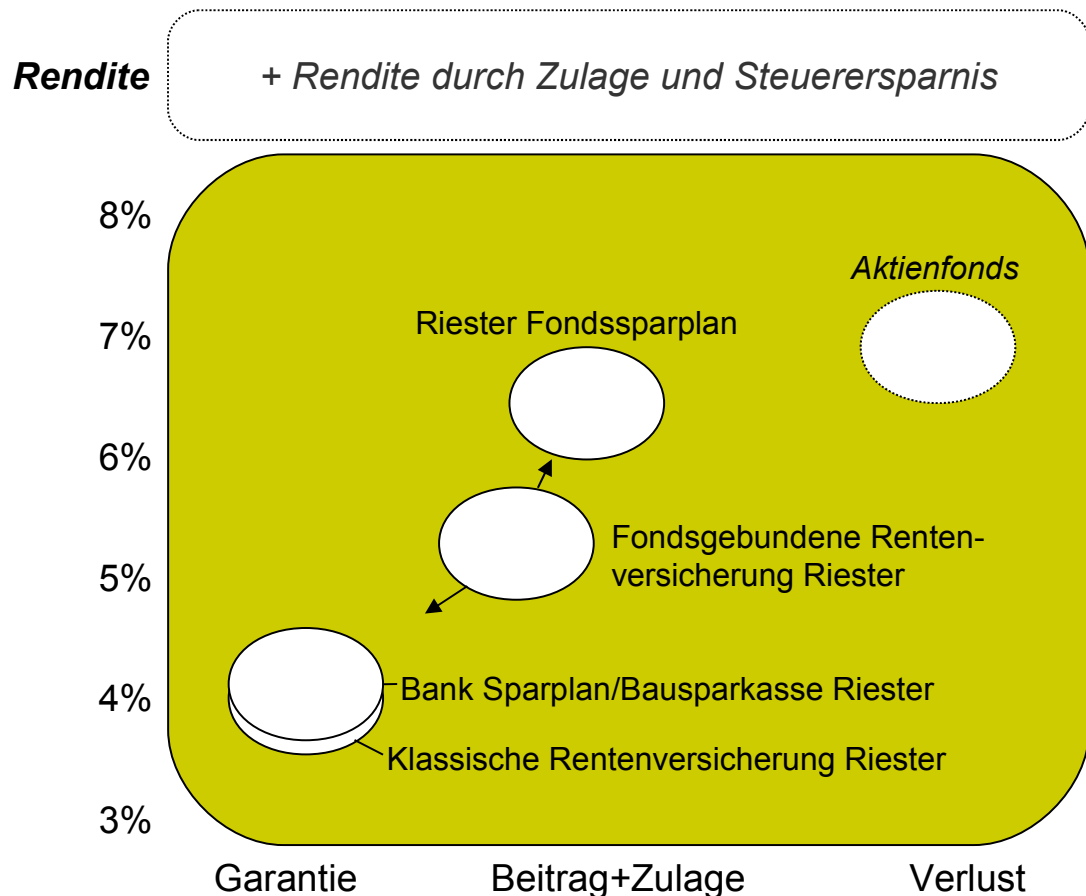 Rendite
+ Rendite durch Zulage und Steuerersparnis
8%
Aktienfonds
7%
Riester Fondssparplan
6%
Fondsgebundene Renten-
versicherung Riester
5%
4%
Bank Sparplan/Bausparkasse Riester
Klassische Rentenversicherung Riester
3%
Garantie
Beitrag+Zulage
Verlust